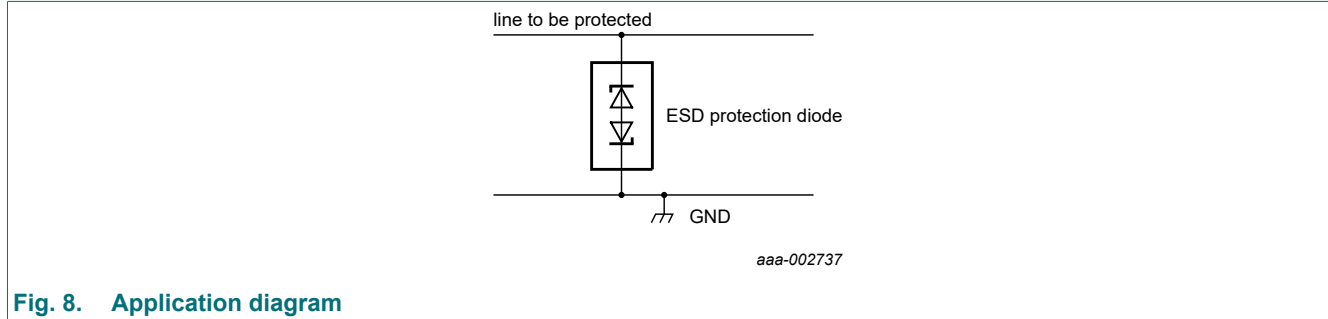 line to be protected
ESD protection diode
GND
aaa-002737
Fig. 8. Application diagram